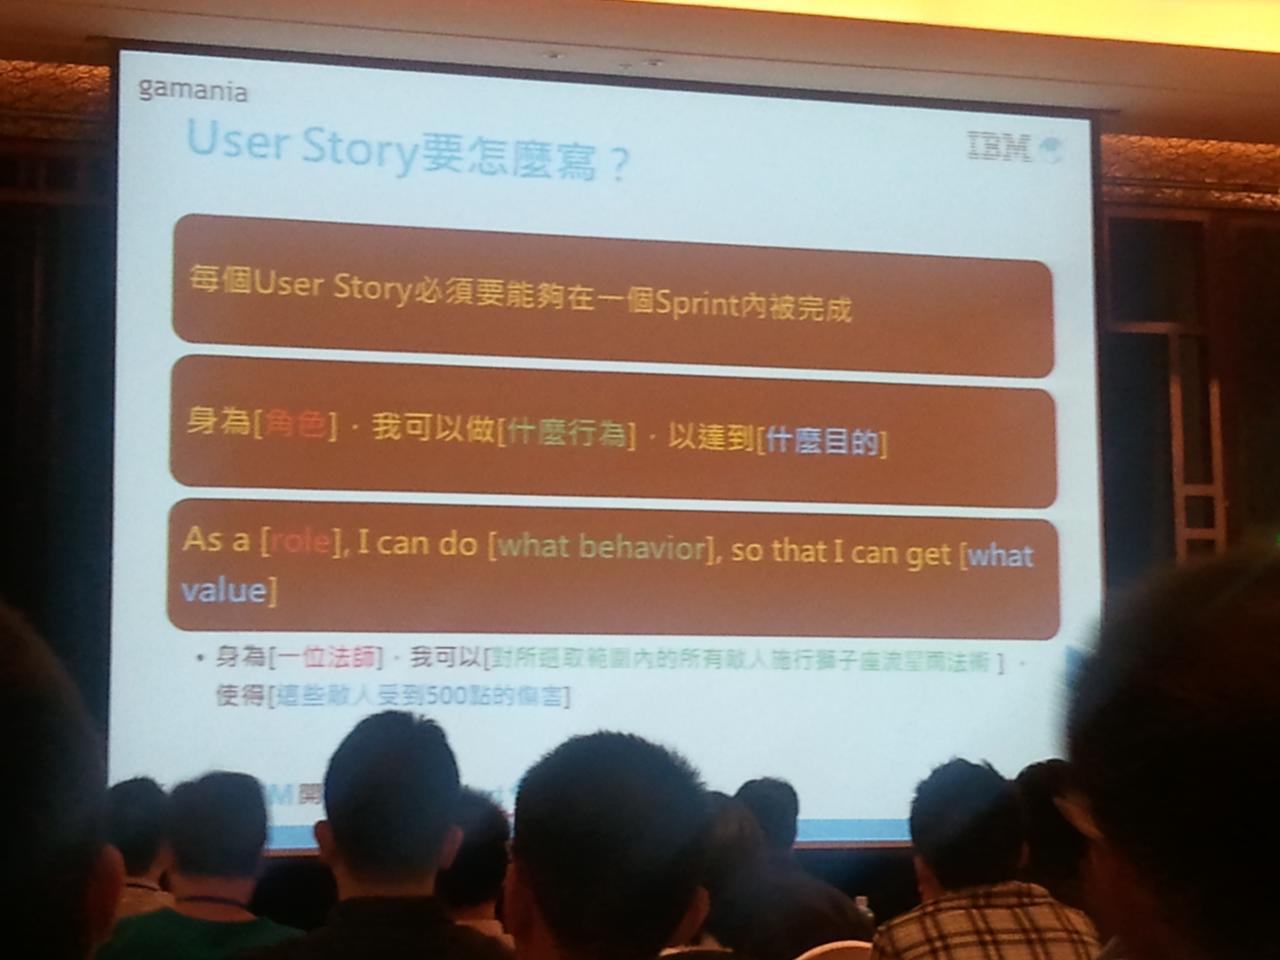 gamania
IBM
User Story要怎麼寫？
每個User Story必須要能夠在一個Sprint內被完成
身為[角色]，我可以做[什麼行為]，以達到[什麼目的]
As a [role], I can do [what behavior], so that I can get [what
value]
• 身為[一位法師]，我可以[對所選取範圍內的所有敵人施行獅子座流星雨法術 ]，
使得[這些敵人受到500點的傷害]
M 開